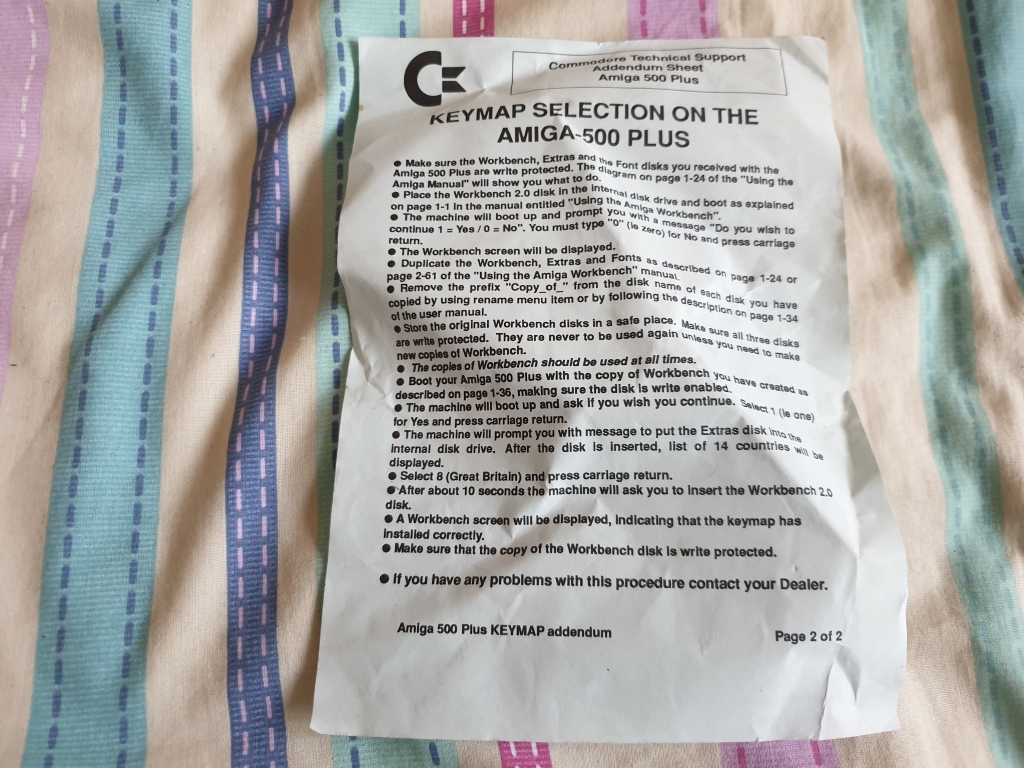 Commodore Technical Support
Addendum Sheet
Amiga 500 Plus
KEYMAP SELECTION ON THE
AMIGA-500 PLUS
● Make sure the Workbench, Extras and the Font disks you received with the
Amiga 500 Plus are write protected. The diagram on page 1-24 of the "Using the
Amiga Manual" will show you what to do.
● Place the Workbench 2.0 disk in the internal disk drive and boot as explained
on page 1-1 in the manual entitled "Using the Amiga Workbench".
● The machine will boot up and prompt you with a message "Do you wish to
continue 1 = Yes / 0 = No". You must type "0" (ie zero) for No and press carriage
return.
● The Workbench screen will be displayed.
● Duplicate the Workbench, Extras and Fonts as described on page 1-24 or
page 2-61 of the "Using the Amiga Workbench" manual.
● Remove the prefix "Copy_of_" from the disk name of each disk you have
copied by using rename menu item or by following the description on page 1-34
of the user manual.
● Store the original Workbench disks in a safe place. Make sure all three disks
are write protected. They are never to be used again unless you need to make
new copies of Workbench.
● The copies of Workbench should be used at all times.
● Boot your Amiga 500 Plus with the copy of Workbench you have created as
described on page 1-36, making sure the disk is write enabled.
● The machine will boot up and ask if you wish you continue. Select 1 (ie one)
for Yes and press carriage return.
● The machine will prompt you with message to put the Extras disk into the
internal disk drive. After the disk is inserted, list of 14 countries will be
displayed.
● Select 8 (Great Britain) and press carriage return.
● After about 10 seconds the machine will ask you to insert the Workbench 2.0
disk.
● A Workbench screen will be displayed, indicating that the keymap has
installed correctly.
● Make sure that the copy of the Workbench disk is write protected.
● If you have any problems with this procedure contact your Dealer.
Amiga 500 Plus KEYMAP addendum
Page 2 of 2